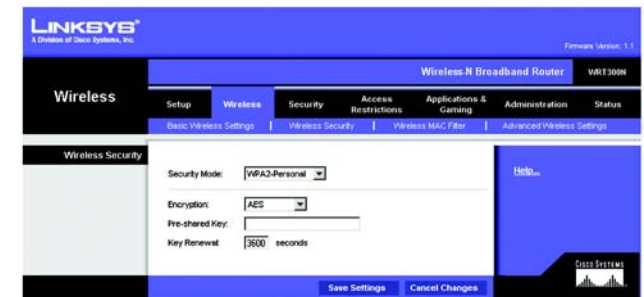 LINKSYS®
A Division of Cisco Systems, Inc.
Firmware Version: 1.1
Wireless-N Broadband Router WRT300N
Wireless
Setup Wireless Security Access Restrictions Applications & Gaming Administration Status
Basic Wireless Settings | Wireless Security | Wireless MAC Filter | Advanced Wireless Settings
Wireless Security
Security Mode: WPA2-Personal
Help...
Encryption: AES
Pre-shared Key:
Key Renewal: 3600 seconds
Save Settings Cancel Changes
CISCO SYSTEMS